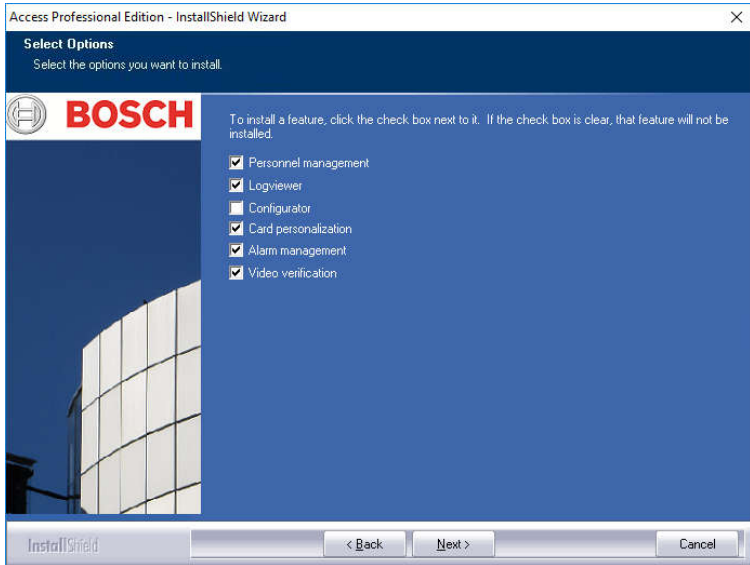 Access Professional Edition - InstallShield Wizard
Select Options
Select the options you want to install.
BOSCH
To install a feature, click the check box next to it. If the check box is clear, that feature will not be
installed.
Personnel management
Logviewer
Configurator
Card personalization
Alarm management
Video verification
InstallShield
< Back
Next >
Cancel